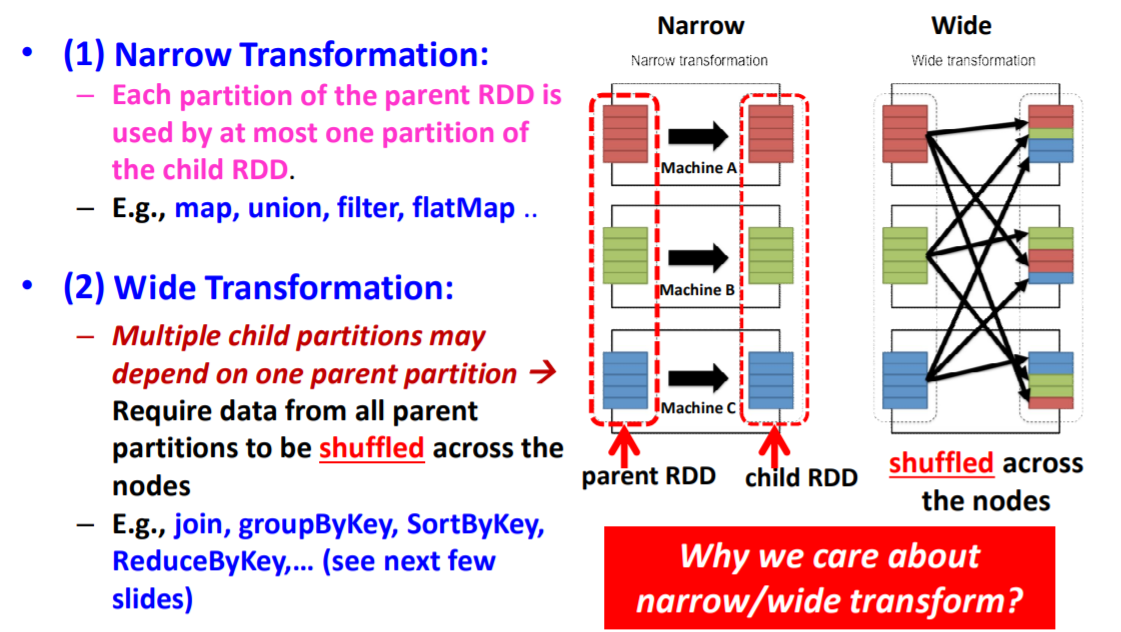 • (1) Narrow Transformation:
– Each partition of the parent RDD is
used by at most one partition of
the child RDD.
– E.g., map, union, filter, flatMap ..
• (2) Wide Transformation:
– Multiple child partitions may
depend on one parent partition →
Require data from all parent
partitions to be shuffled across the
nodes
– E.g., join, groupByKey, SortByKey,
ReduceByKey,... (see next few
slides)
Narrow
Narrow transformation
Machine A
Machine B
Machine C
parent RDD
child RDD
Wide
Wide transformation
shuffled across
the nodes
Why we care about
narrow/wide transform?